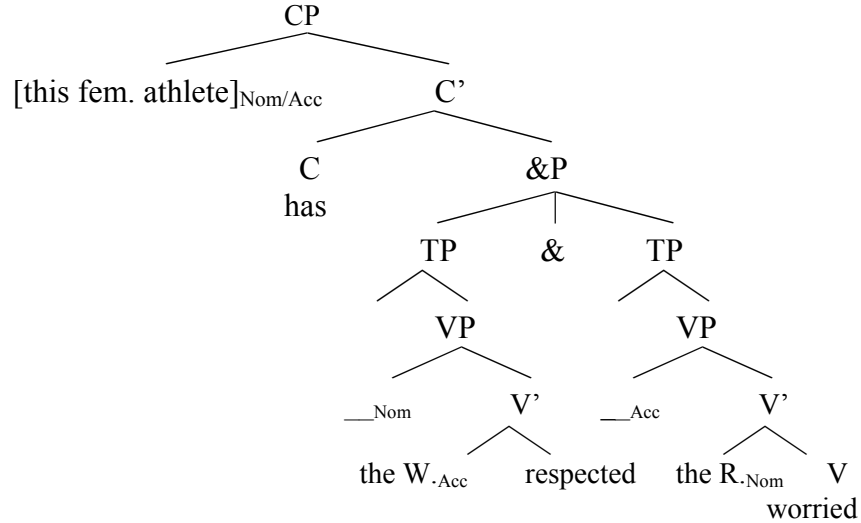 CP
[this fem. athlete]Nom/Acc C’
C &P
has
TP & TP
VP VP
__Nom V’ __Acc V’
the W.Acc respected the R.Nom V
worried